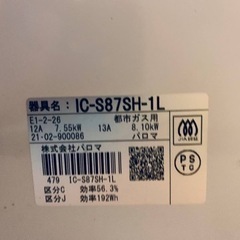 器具名: IC-S87SH-1L
E1-2-26 都市ガス用
12A 7.55kW 13A 8.10kW
21-02-900086 パロマ
株式会社パロマ
479 IC-S87SH-1L
区分C 効率56.3%
区分J 効率192Wh
PS
TG